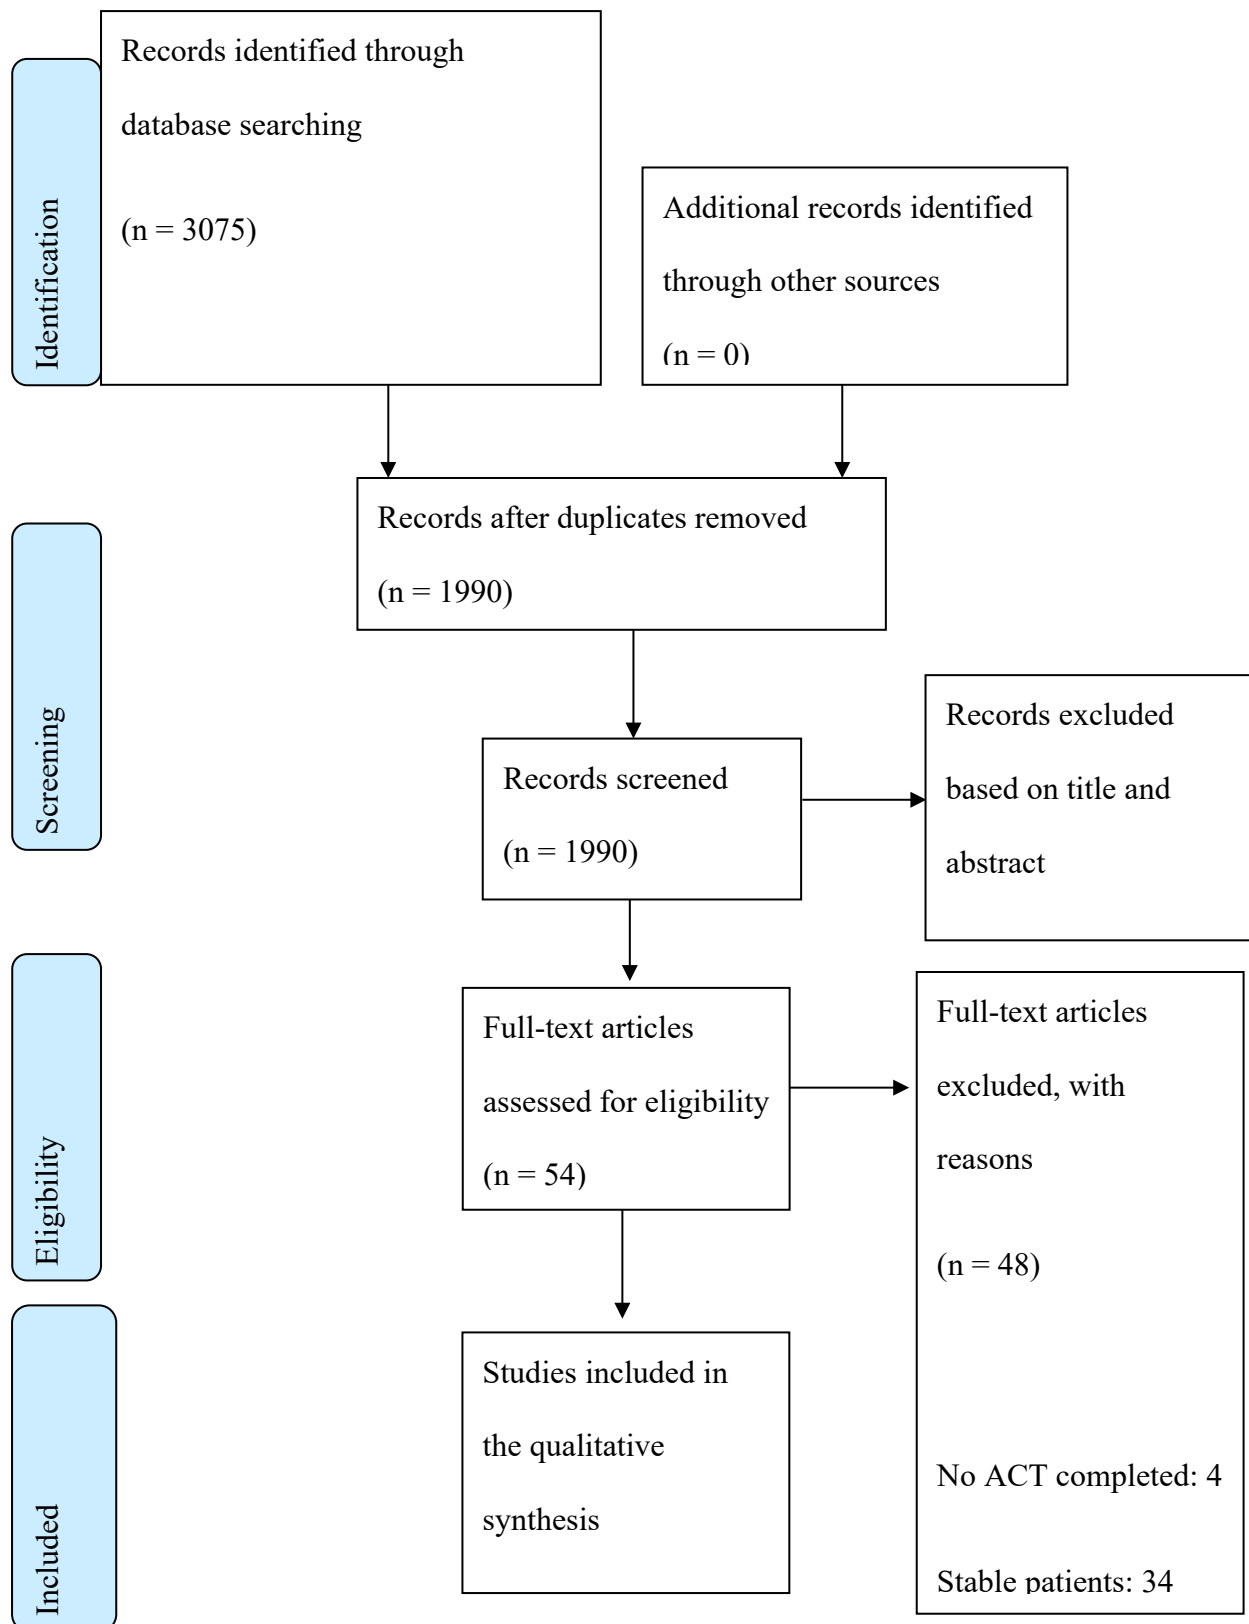 Identification
Records identified through
database searching
(n = 3075)
Additional records identified
through other sources
(n = 0)
Records after duplicates removed
(n = 1990)
Screening
Records screened
(n = 1990)
Records excluded
based on title and
abstract
Eligibility
Full-text articles
assessed for eligibility
(n = 54)
Full-text articles
excluded, with
reasons
(n = 48)
No ACT completed: 4
Stable patients: 34
Included
Studies included in
the qualitative
synthesis